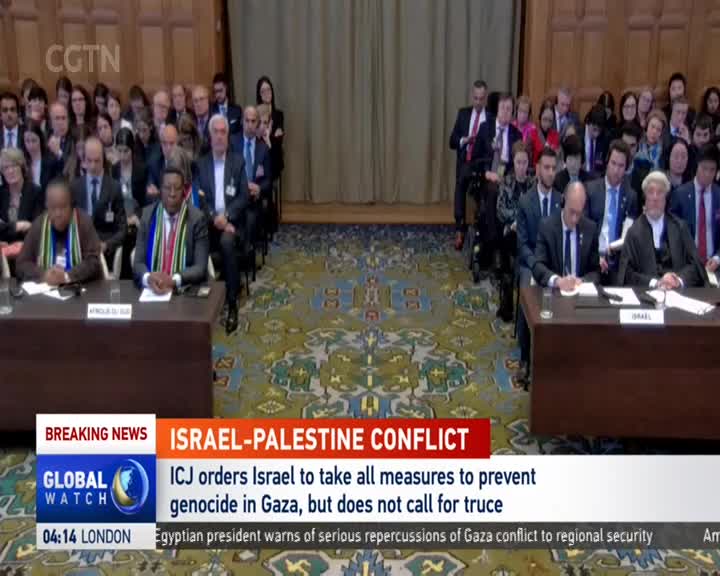 CGTN
AFRIQUE DU SUD
ISRAËL
BREAKING NEWS
ISRAEL-PALESTINE CONFLICT
GLOBAL
WATCH
ICJ orders Israel to take all measures to prevent
genocide in Gaza, but does not call for truce
04:14 LONDON
Egyptian president warns of serious repercussions of Gaza conflict to regional security
Am